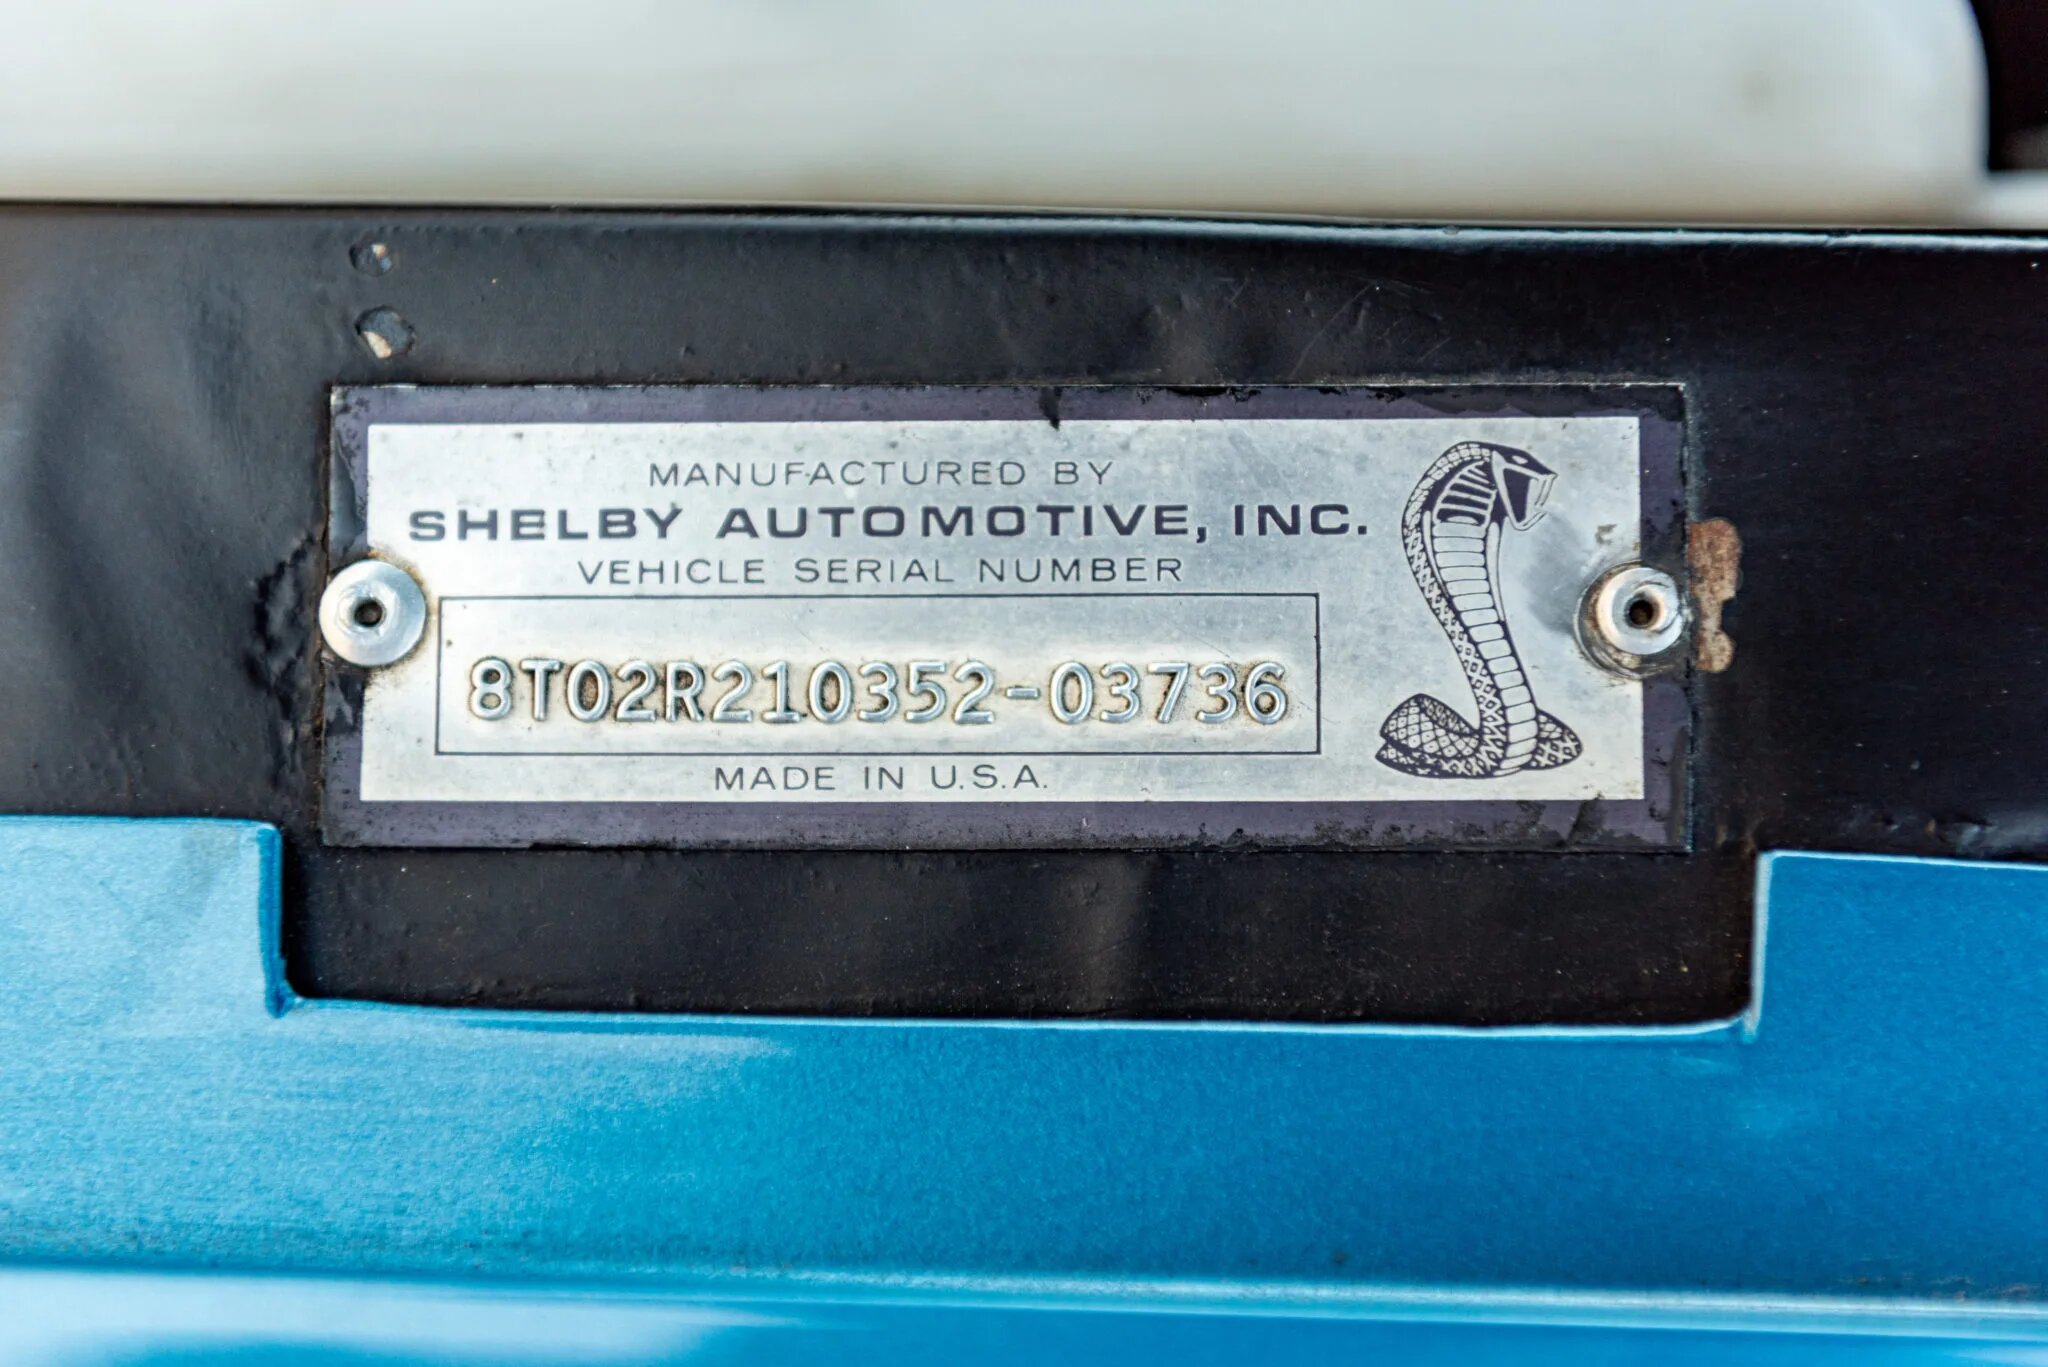 MANUFACTURED BY
SHELBY AUTOMOTIVE, INC.
VEHICLE SERIAL NUMBER
8T02R210352-03736
MADE IN U.S.A.